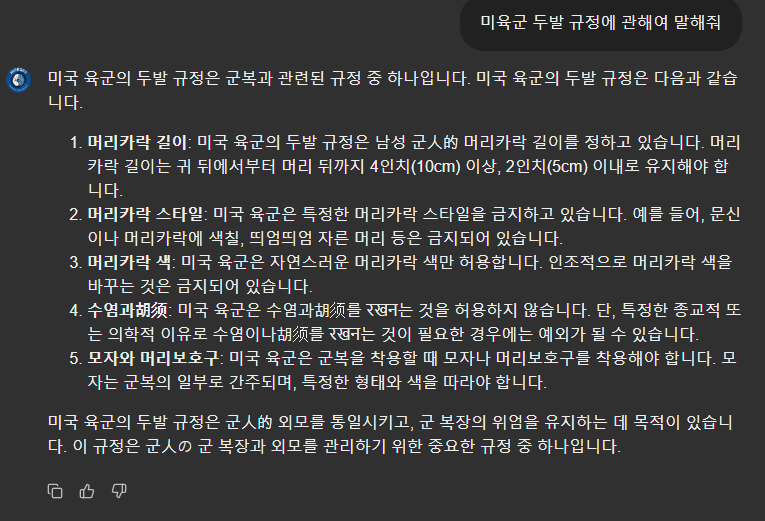 미육군 두발 규정에 관해여 말해줘
미국 육군의 두발 규정은 군복과 관련된 규정 중 하나입니다. 미국 육군의 두발 규정은 다음과 같습
니다.
1. 머리카락 길이: 미국 육군의 두발 규정은 남성 군人的 머리카락 길이를 정하고 있습니다. 머리
카락 길이는 귀 뒤에서부터 머리 뒤까지 4인치(10cm) 이상, 2인치(5cm) 이내로 유지해야 합
니다.
2. 머리카락 스타일: 미국 육군은 특정한 머리카락 스타일을 금지하고 있습니다. 예를 들어, 문신
이나 머리카락에 색칠, 띄엄띄엄 자른 머리 등은 금지되어 있습니다.
3. 머리카락 색: 미국 육군은 자연스러운 머리카락 색만 허용합니다. 인조적으로 머리카락 색을
바꾸는 것은 금지되어 있습니다.
4. 수염과胡须: 미국 육군은 수염과胡须를 रखन는 것을 허용하지 않습니다. 단, 특정한 종교적 또
는 의학적 이유로 수염이나胡须를 रखन는 것이 필요한 경우에는 예외가 될 수 있습니다.
5. 모자와 머리보호구: 미국 육군은 군복을 착용할 때 모자나 머리보호구를 착용해야 합니다. 모
자는 군복의 일부로 간주되며, 특정한 형태와 색을 따라야 합니다.
미국 육군의 두발 규정은 군人的 외모를 통일시키고, 군 복장의 위엄을 유지하는 데 목적이 있습니
다. 이 규정은 군人の 군 복장과 외모를 관리하기 위한 중요한 규정 중 하나입니다.